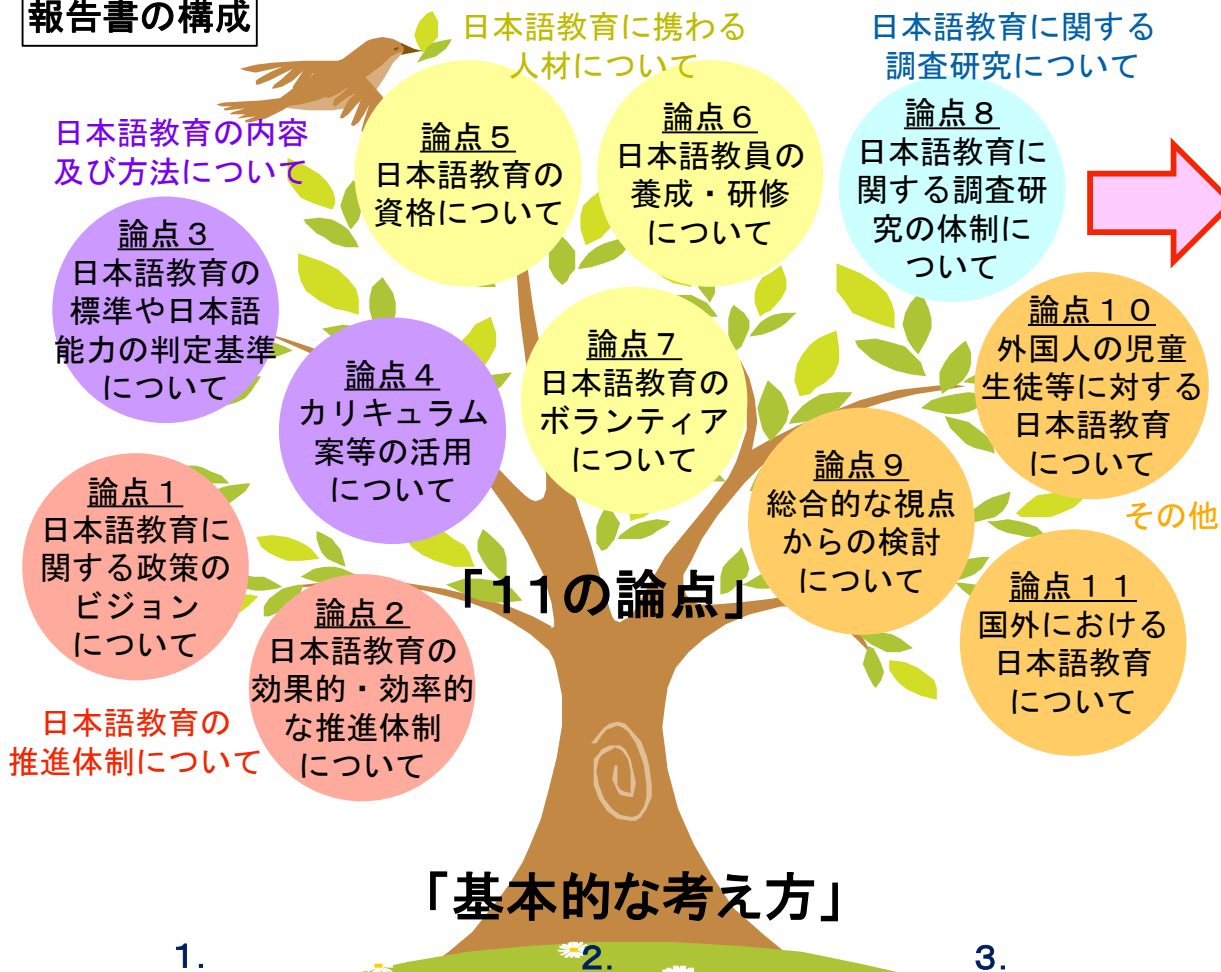 報告書の構成
日本語教育に携わる
人材について
日本語教育に関する
調査研究について
日本語教育の内容
及び方法について
論点５
日本語教育の
資格について
論点６
日本語教員の
養成・研修
について
論点８
日本語教育に
関する調査研
究の体制に
ついて
論点３
日本語教育の
標準や日本語
能力の判定基準
について
論点４
カリキュラム
案等の活用
について
論点７
日本語教育の
ボランティア
について
論点１０
外国人の児童
生徒等に対する
日本語教育
について
論点９
総合的な視点
からの検討
について
その他
論点１
日本語教育に
関する政策の
ビジョン
について
論点２
日本語教育の
効果的・効率的
な推進体制
について
「11の論点」
論点１１
国外における
日本語教育
について
日本語教育の
推進体制について
「基本的な考え方」
1.
2.
3.